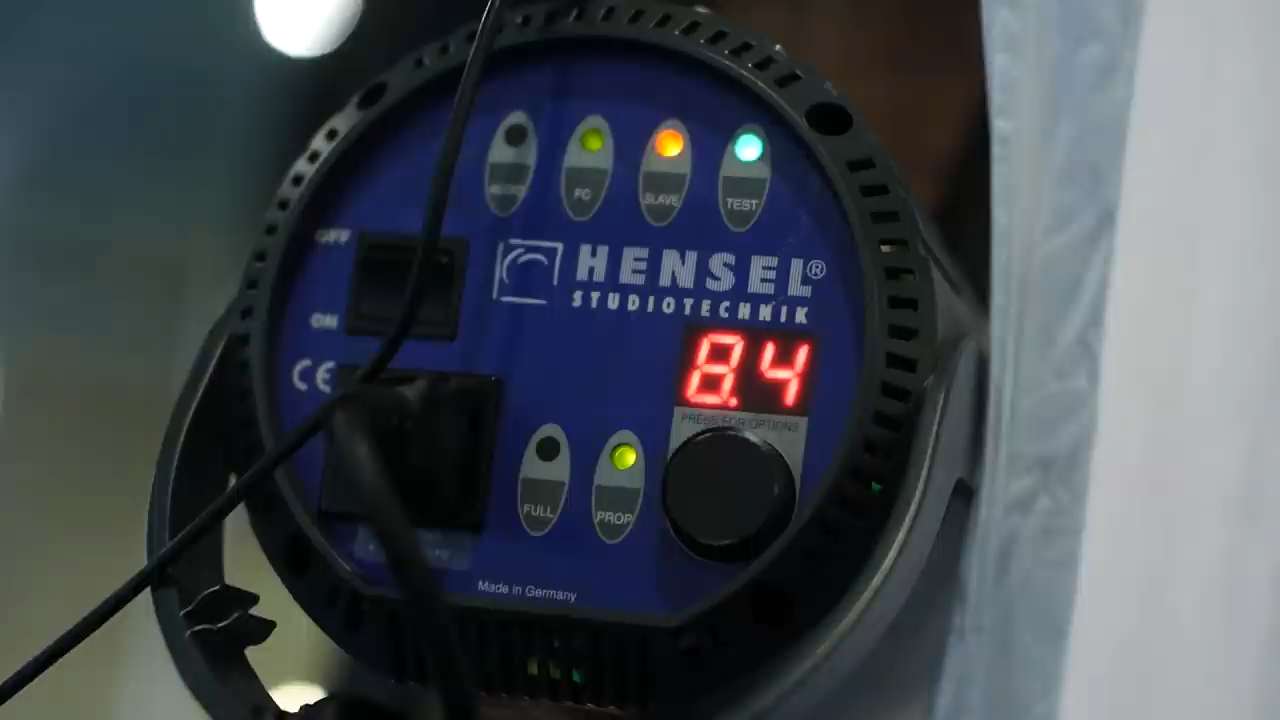 FC
SLAVE
TEST
OFF
HENSEL®
STUDIOTECHNIK
ON
8.4
CE
PRESS FOR OPTIONS
FULL
PROP
Made in Germany